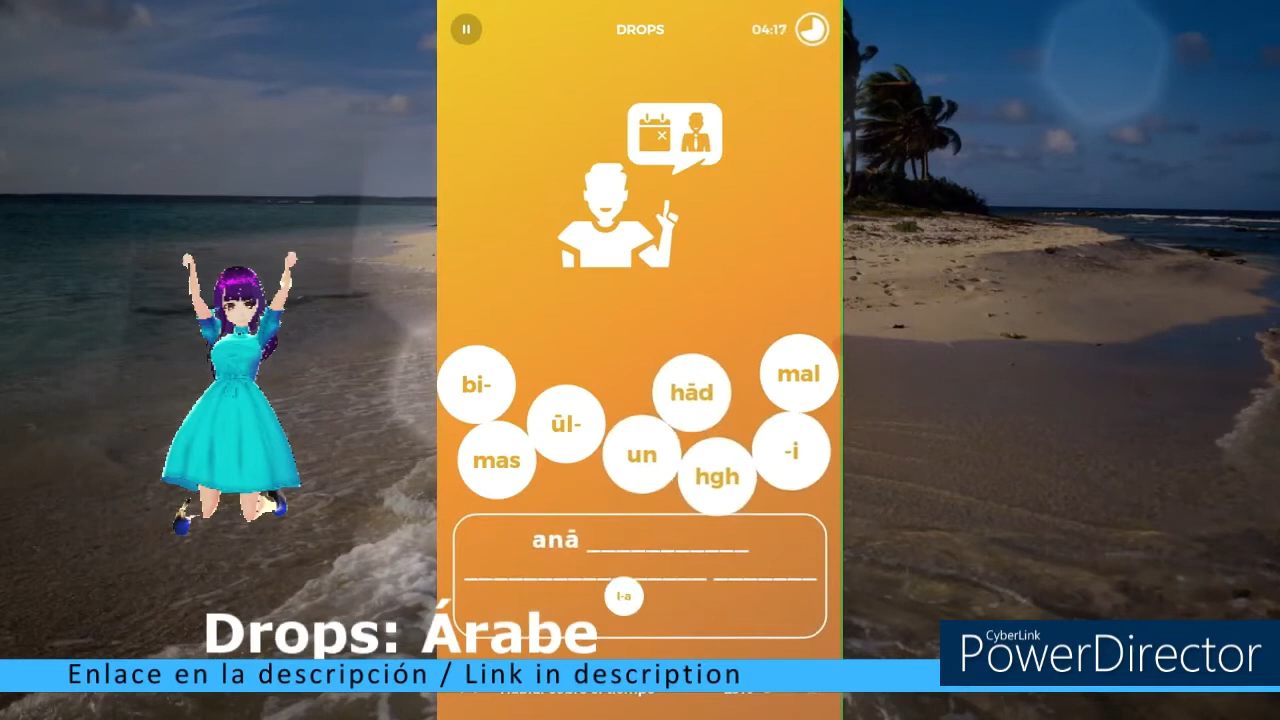 DROPS
04:17
bi-
ūl-
hād
mal
mas
un
hgh
-i
anā
l-a
Drops: Árabe
Enlace en la descripción / Link in description
CyberLink
PowerDirector